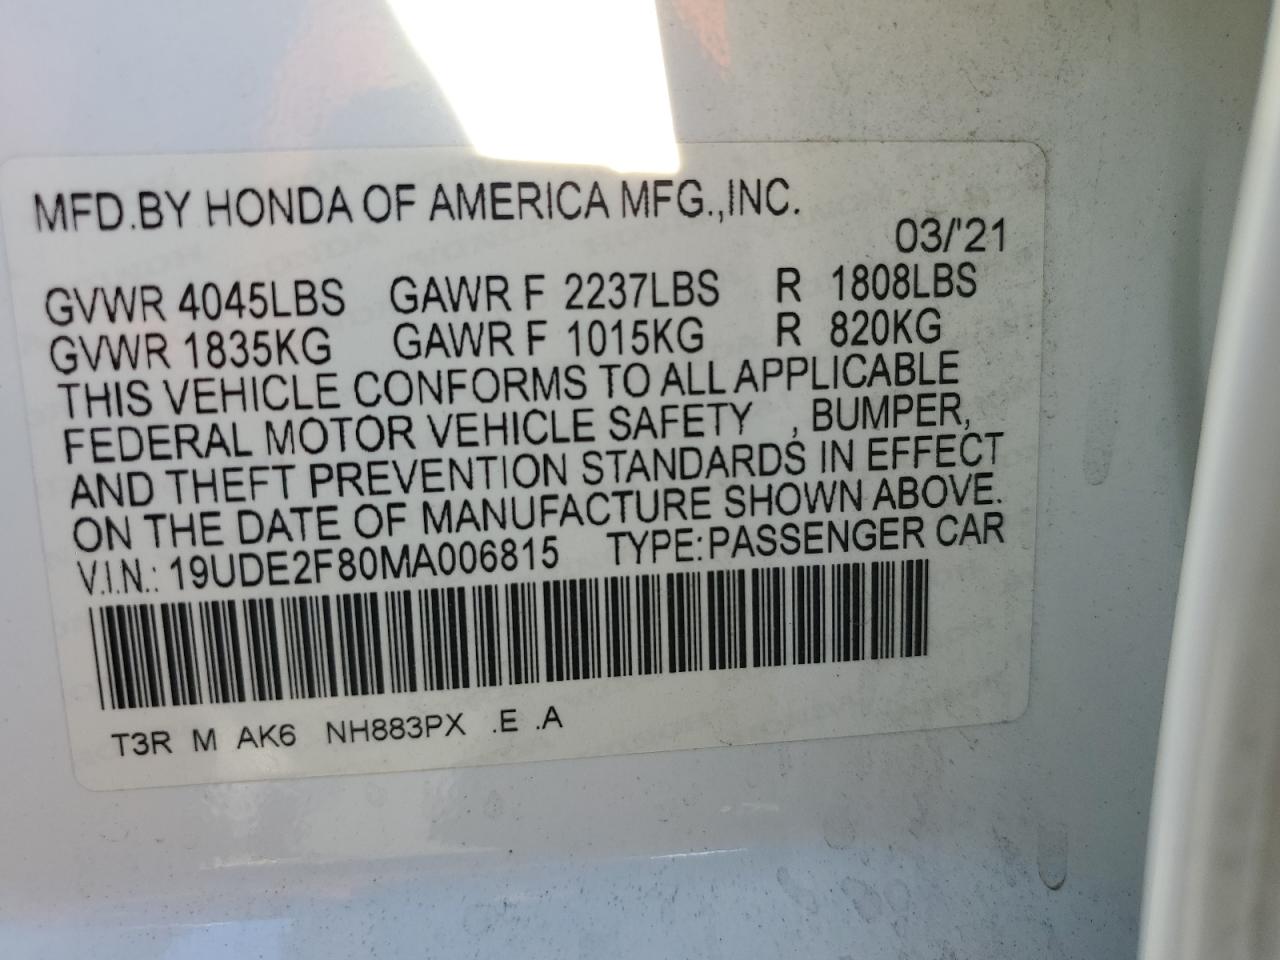 MFD.BY HONDA OF AMERICA MFG.,INC.
03/'21
GVWR 4045LBS GAWR F 2237LBS R 1808LBS
GVWR 1835KG GAWR F 1015KG R 820KG
THIS VEHICLE CONFORMS TO ALL APPLICABLE
FEDERAL MOTOR VEHICLE SAFETY , BUMPER,
AND THEFT PREVENTION STANDARDS IN EFFECT
ON THE DATE OF MANUFACTURE SHOWN ABOVE.
V.I.N.: 19UDE2F80MA006815 TYPE:PASSENGER CAR
T3R M AK6 NH883PX .E .A